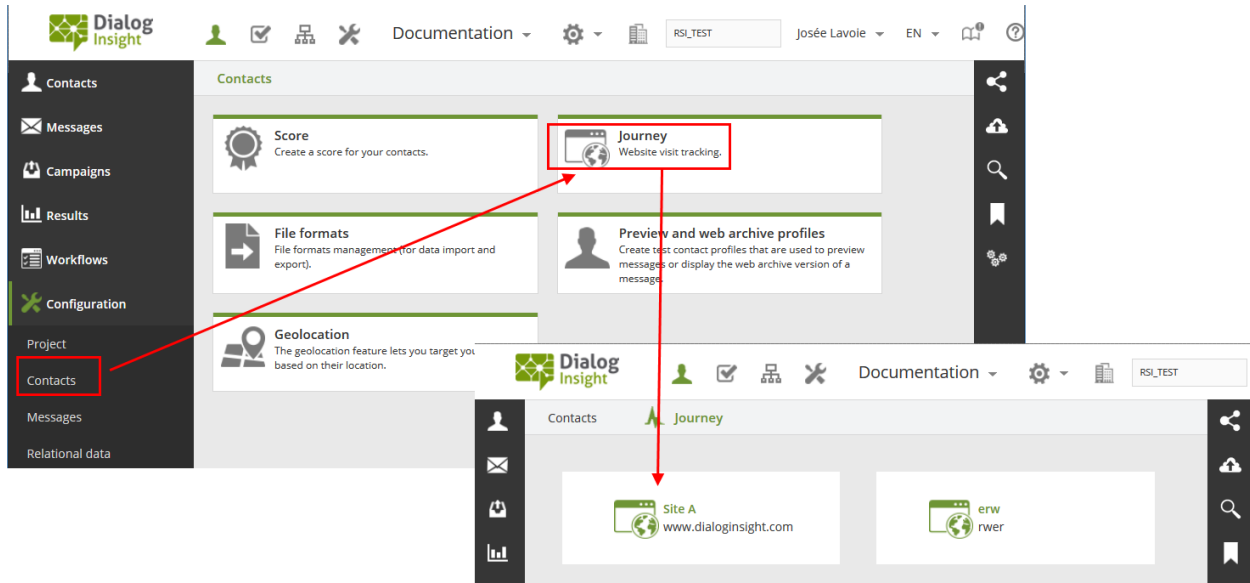 Dialog
Insight
Documentation
RSI_TEST
Josée Lavoie
EN
Contacts
Messages
Campaigns
Results
Workflows
Configuration
Project
Contacts
Messages
Relational data
Contacts
Score
Create a score for your contacts.
Journey
Website visit tracking.
File formats
File formats management (for data import and
export).
Preview and web archive profiles
Create test contact profiles that are used to preview
messages or display the web archive version of a
message.
Geolocation
The geolocation feature lets you target you
based on their location.
Dialog
Insight
Documentation
RSI_TEST
Contacts
Journey
Site A
www.dialoginsight.com
erw
rwer